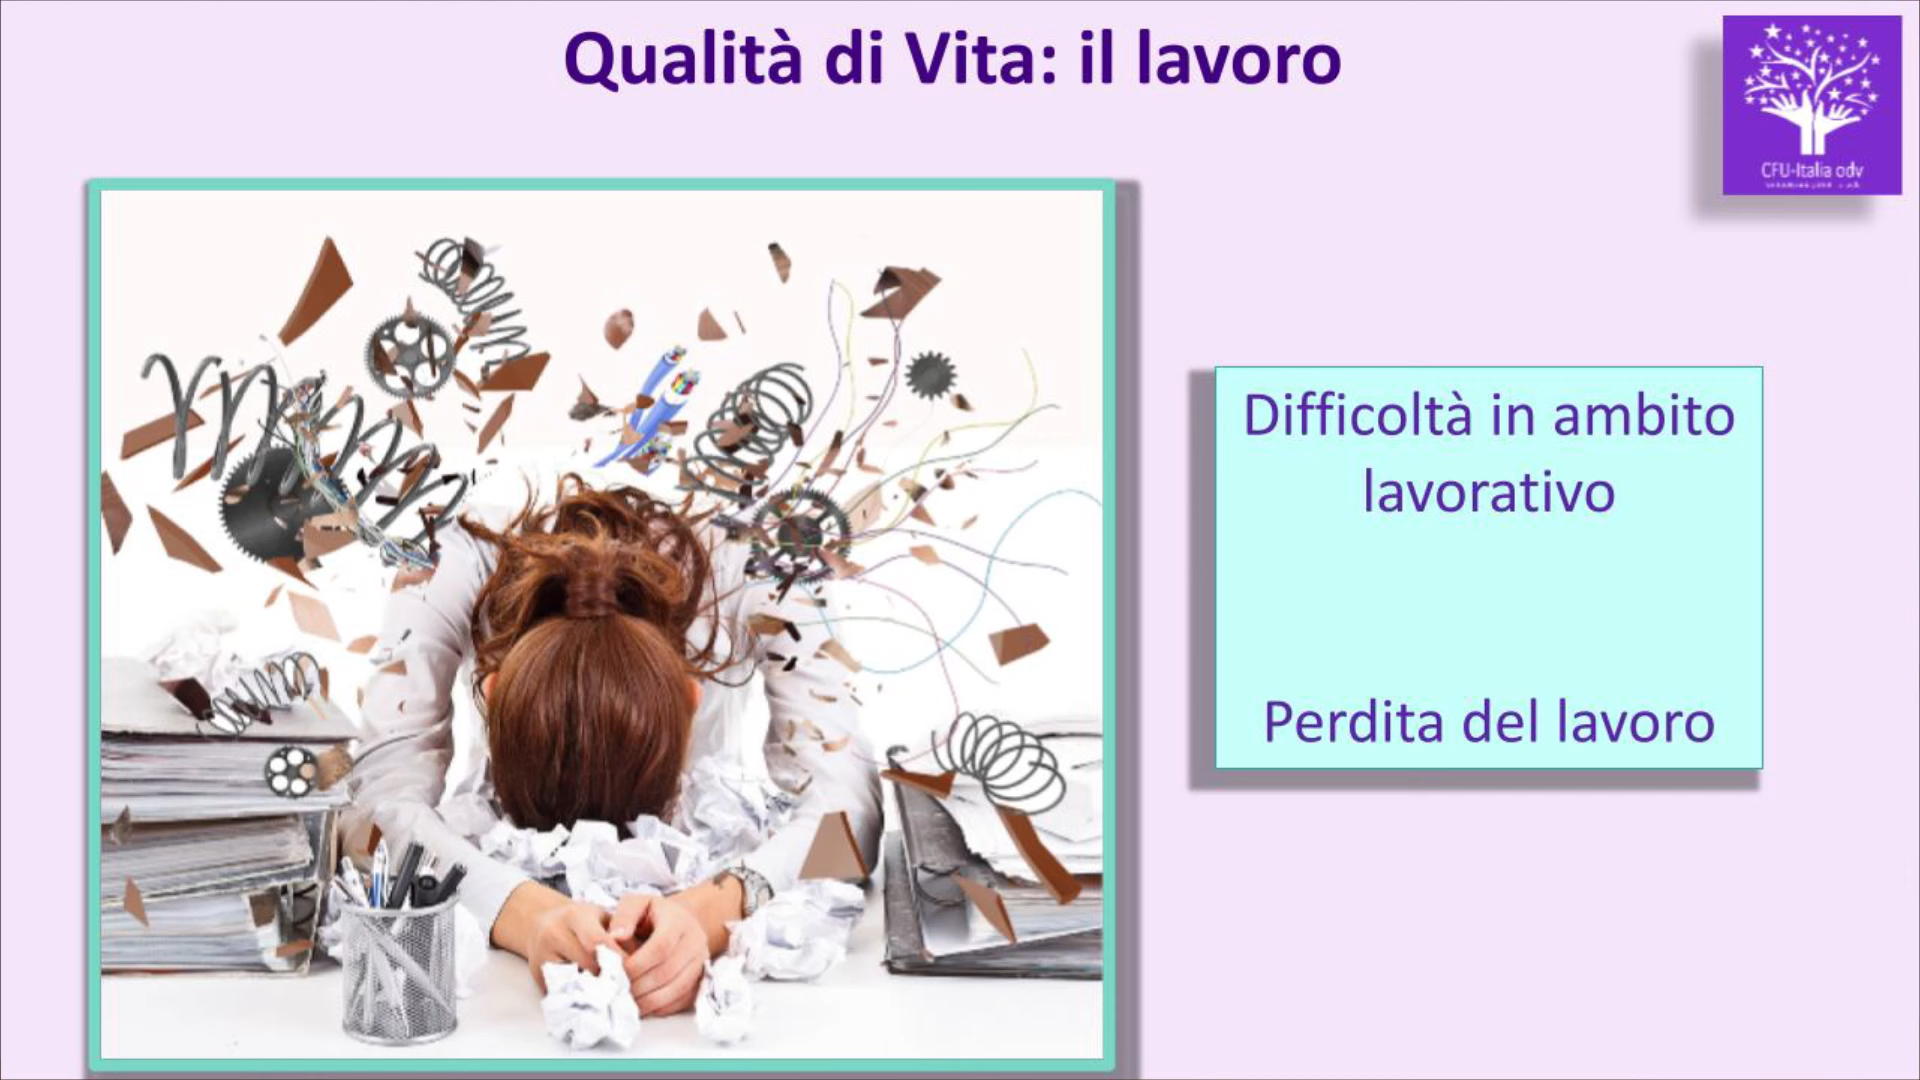 Qualità di Vita: il lavoro
CFU-Italia odv
Difficoltà in ambito
lavorativo
Perdita del lavoro